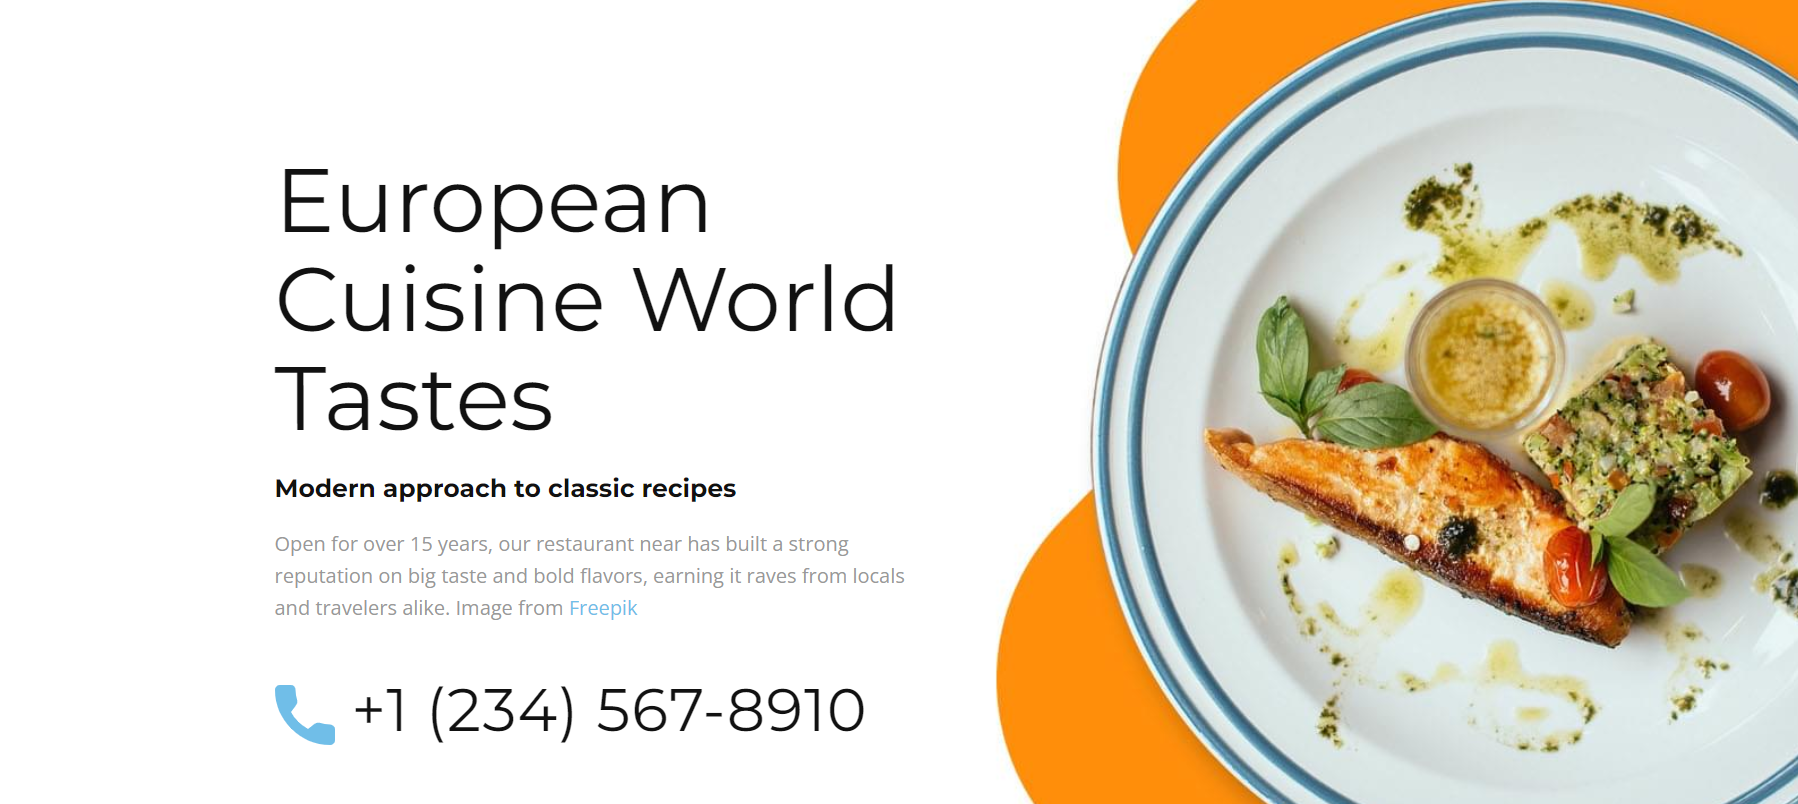 European
Cuisine World
Tastes
Modern approach to classic recipes
Open for over 15 years, our restaurant near has built a strong
reputation on big taste and bold flavors, earning it raves from locals
and travelers alike. Image from Freepik
+1 (234) 567-8910